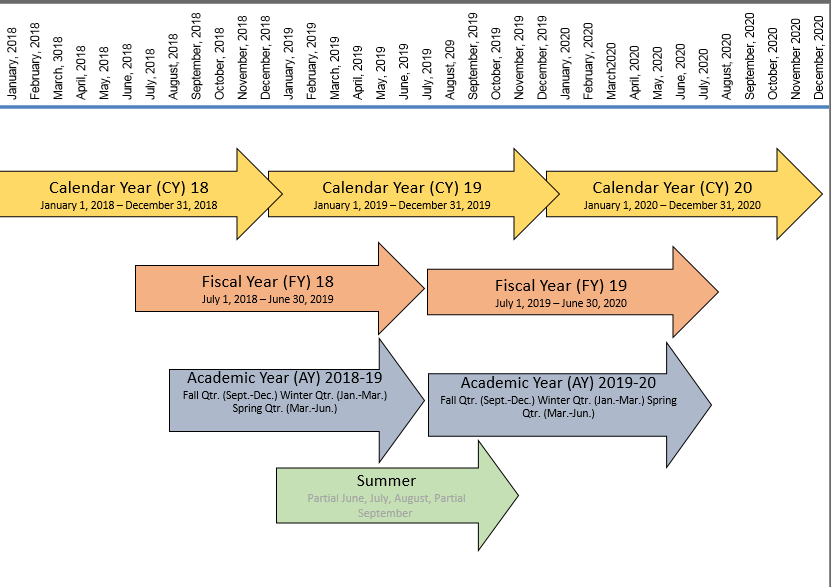 January, 2018
February, 2018
March, 3018
April, 2018
May, 2018
June, 2018
July, 2018
August, 2018
September, 2018
October, 2018
November, 2018
December, 2018
January, 2019
February, 2019
March, 2019
April, 2019
May, 2019
June, 2019
July, 2019
August, 209
September, 2019
October, 2019
November, 2019
December, 2019
January, 2020
February, 2020
March2020
April, 2020
May, 2020
June, 2020
July, 2020
August, 2020
September, 2020
October, 2020
November 2020
December, 2020
Calendar Year (CY) 18
January 1, 2018 – December 31, 2018
Calendar Year (CY) 19
January 1, 2019 – December 31, 2019
Calendar Year (CY) 20
January 1, 2020 – December 31, 2020
Fiscal Year (FY) 18
July 1, 2018 – June 30, 2019
Fiscal Year (FY) 19
July 1, 2019 – June 30, 2020
Academic Year (AY) 2018-19
Fall Qtr. (Sept.-Dec.) Winter Qtr. (Jan.-Mar.)
Spring Qtr. (Mar.-Jun.)
Academic Year (AY) 2019-20
Fall Qtr. (Sept.-Dec.) Winter Qtr. (Jan.-Mar.) Spring
Qtr. (Mar.-Jun.)
Summer
Partial June, July, August, Partial
September